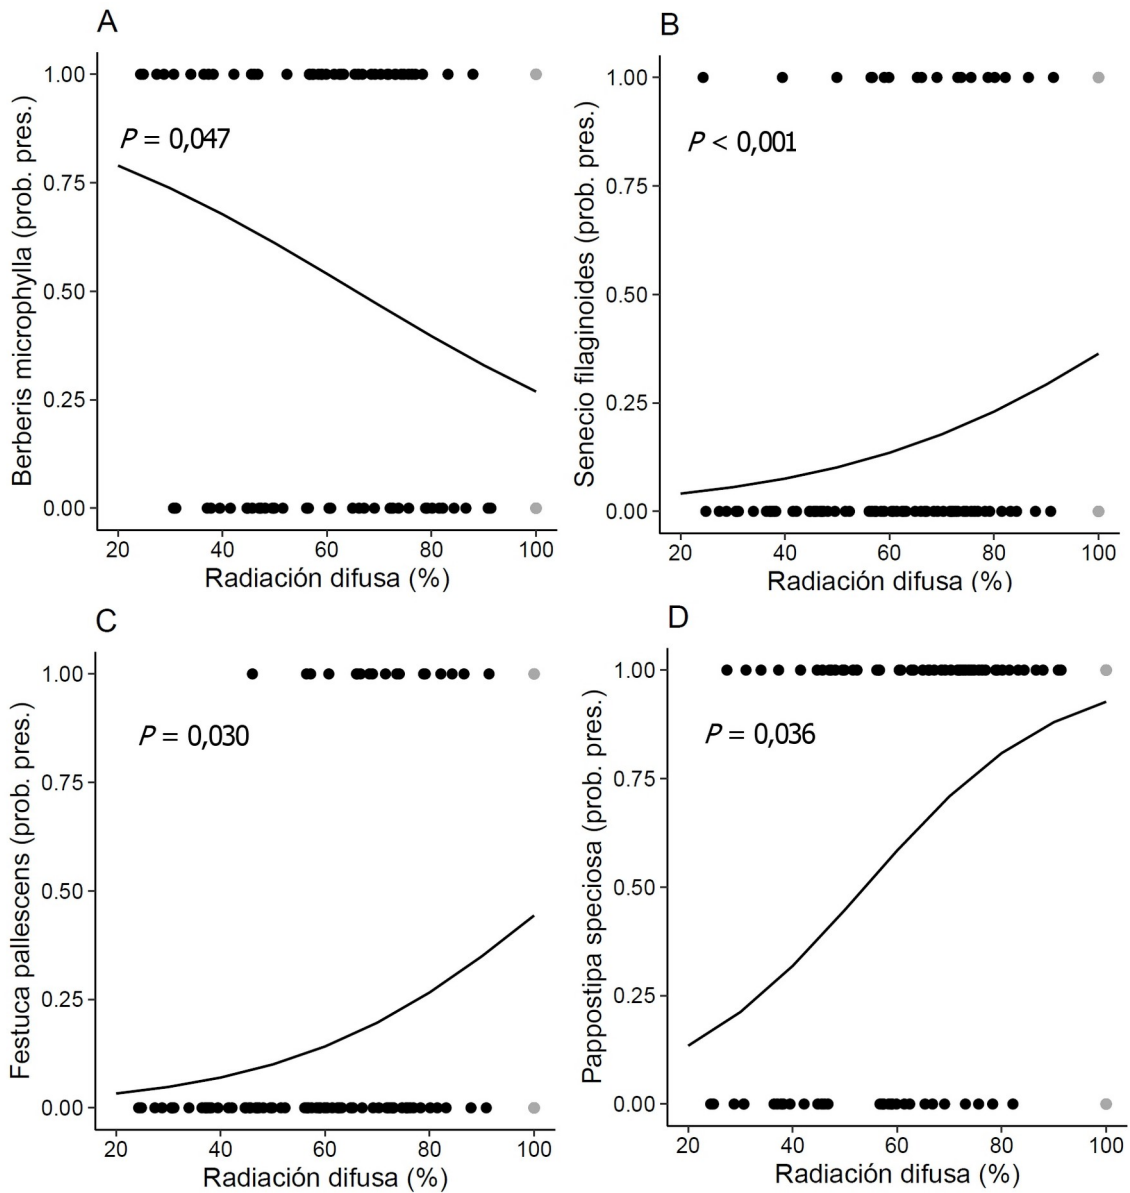 A
Berberis microphylla (prob. pres.)
1.00
0.75
0.50
0.25
0.00
P = 0,047
20 40 60 80 100
Radiación difusa (%)
B
Senecio filaginoides (prob. pres.)
1.00
0.75
0.50
0.25
0.00
P < 0,001
20 40 60 80 100
Radiación difusa (%)
C
Festuca pallescens (prob. pres.)
1.00
0.75
0.50
0.25
0.00
P = 0,030
20 40 60 80 100
Radiación difusa (%)
D
Pappostipa speciosa (prob. pres.)
1.00
0.75
0.50
0.25
0.00
P = 0,036
20 40 60 80 100
Radiación difusa (%)